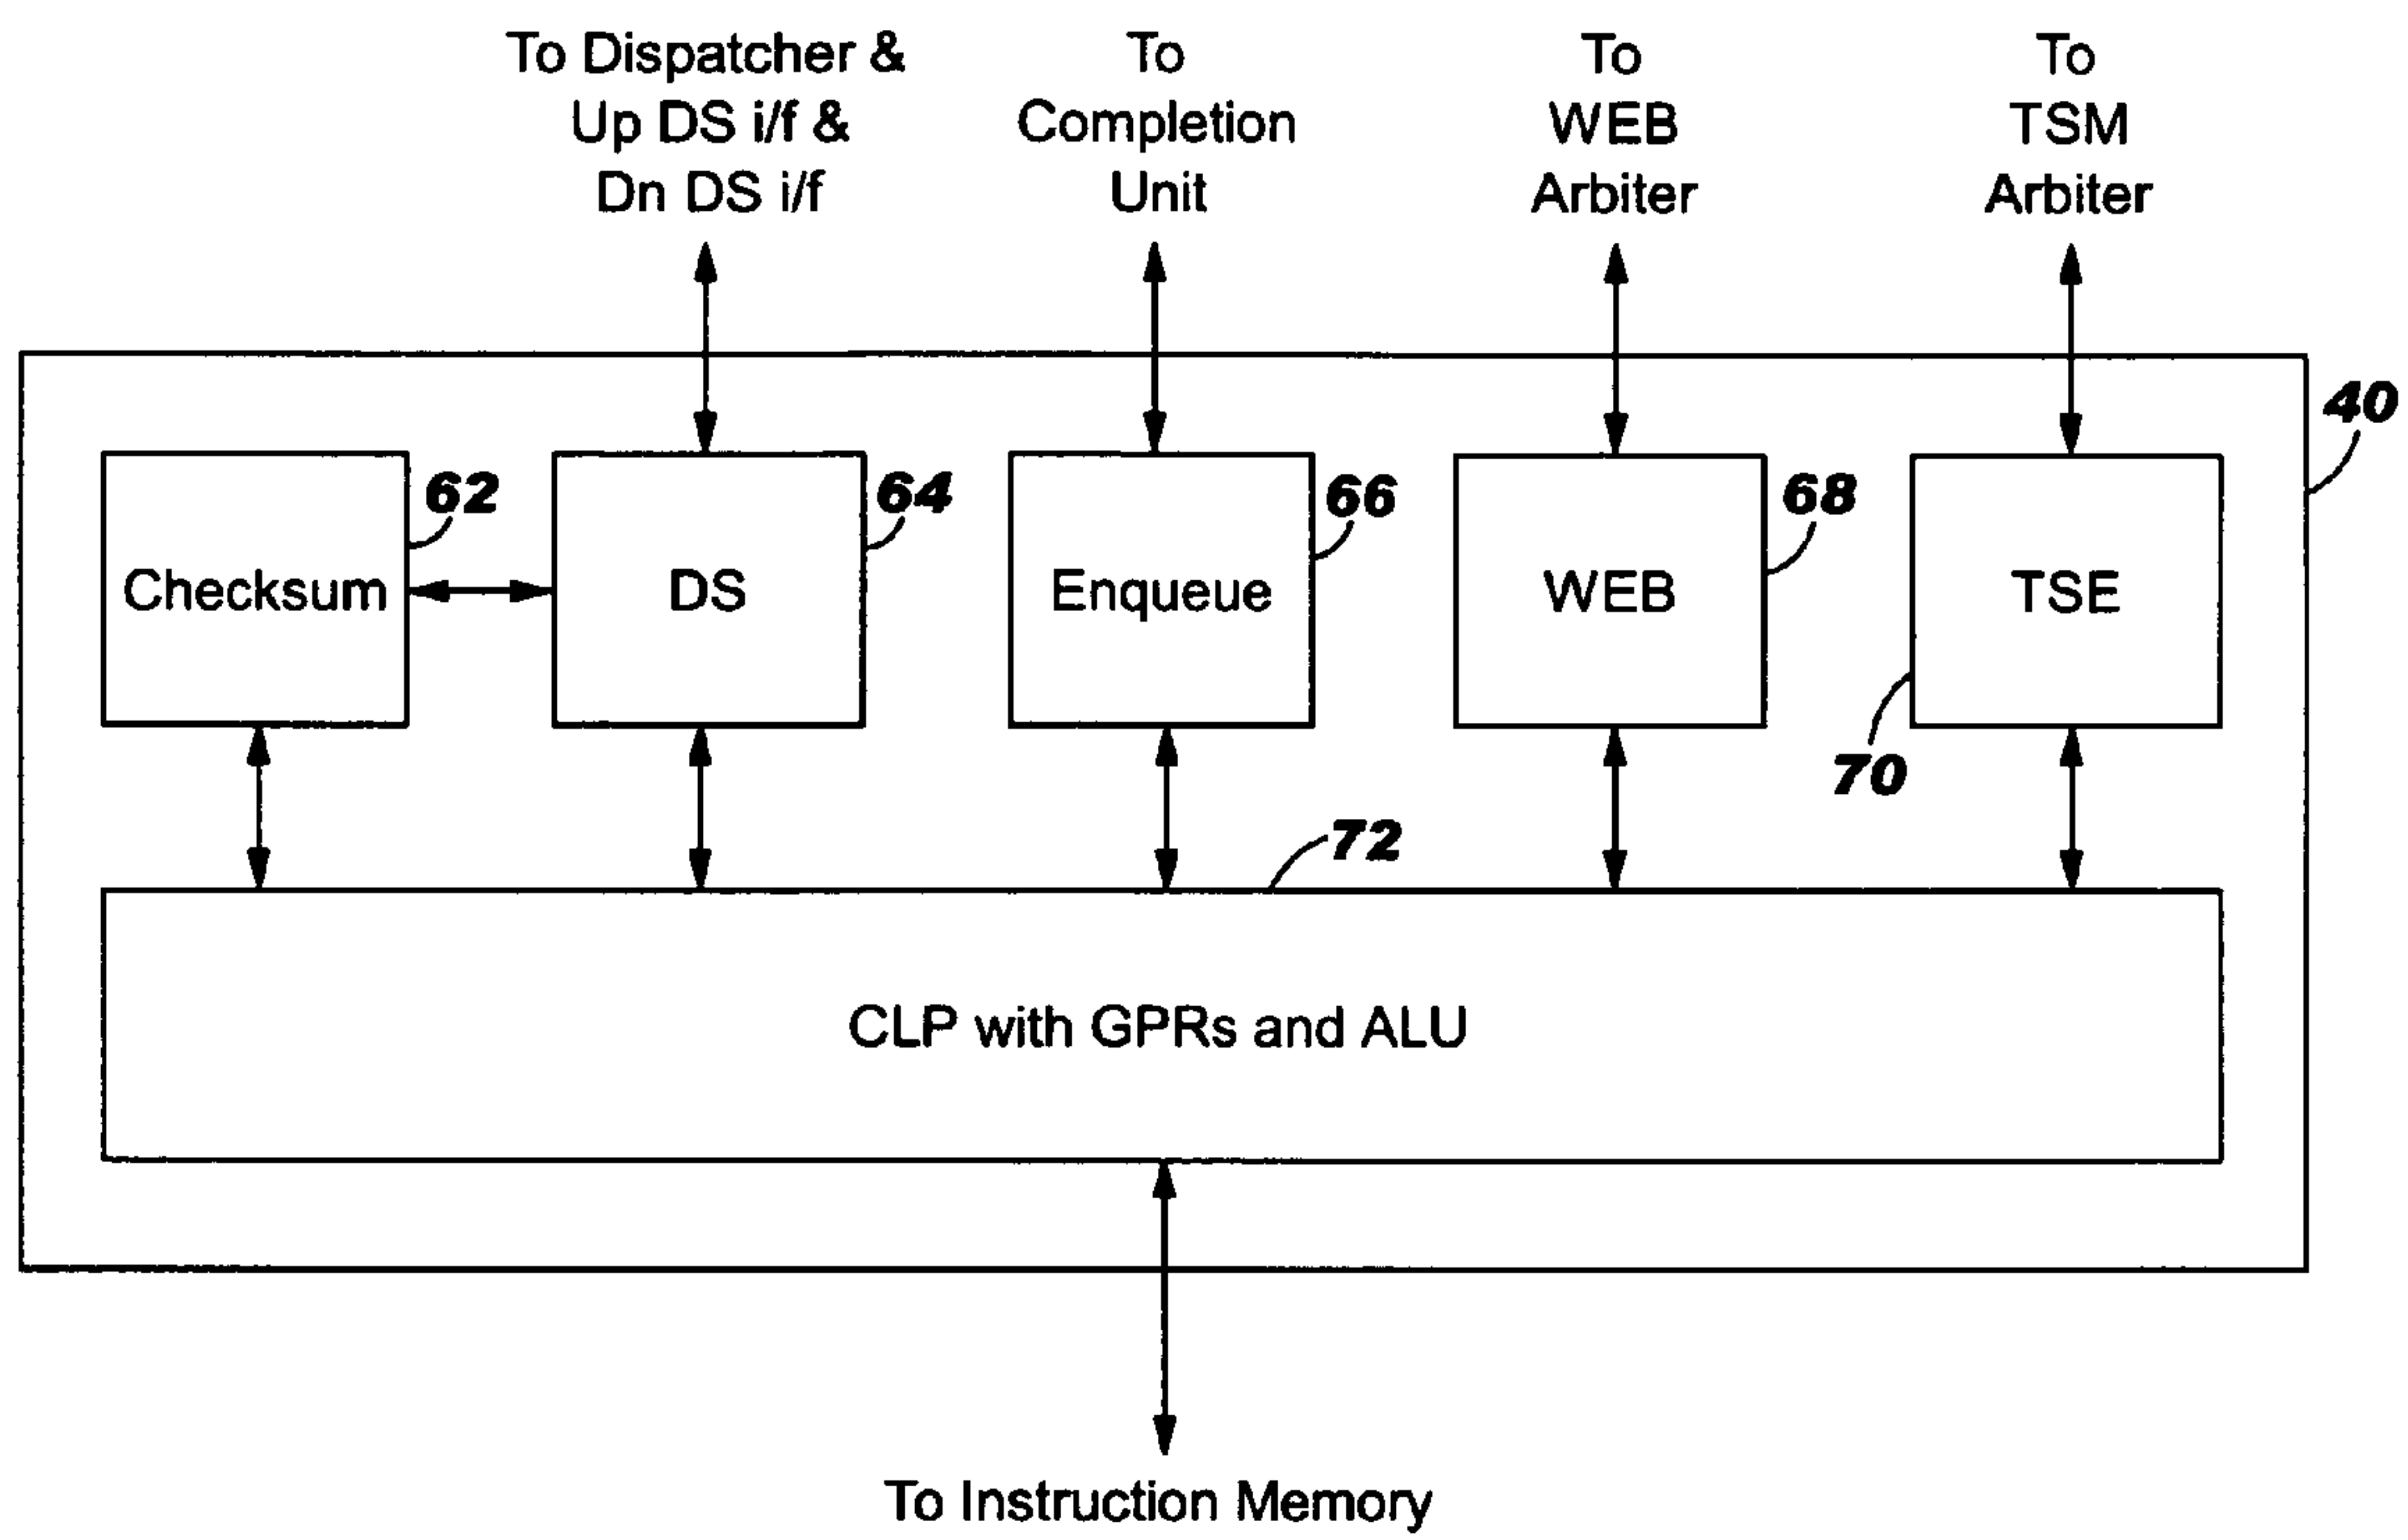 To Dispatcher &
Up DS i/f &
Dn DS i/f
To
Completion
Unit
To
WEB
Arbiter
To
TSM
Arbiter
40
62
64
66
68
Checksum
DS
Enqueue
WEB
TSE
70
72
CLP with GPRs and ALU
To Instruction Memory